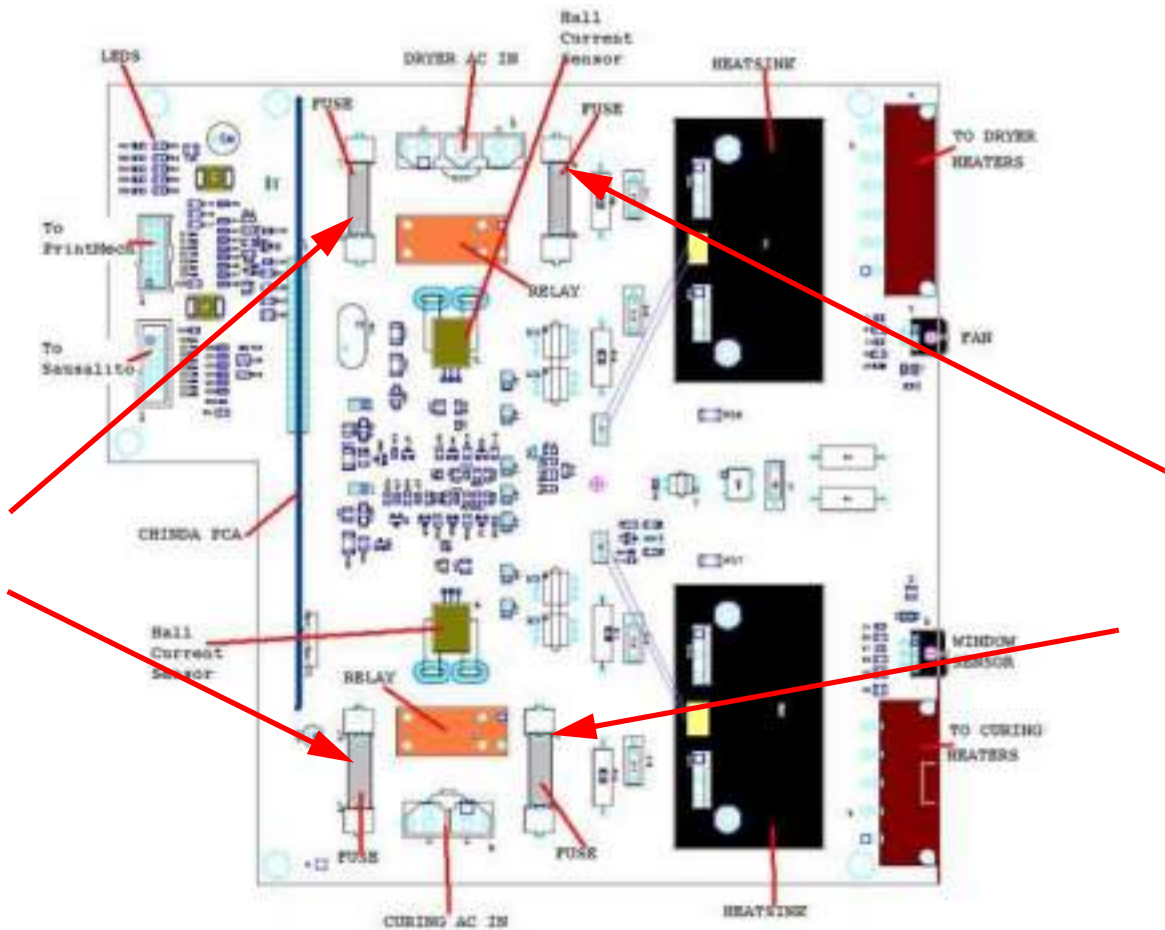 Hall
Current
Sensor
LEDS
DRYER AC IN
HEATSINK
FUSE
FUSE
TO DRYER
HEATERS
To
PrintMech
RELAY
To
Sausalito
FAN
CHINDA PCA
Hall
Current
Sensor
WINDOW
SENSOR
RELAY
TO CURING
HEATERS
FUSE
FUSE
CURING AC IN
HEATSINK